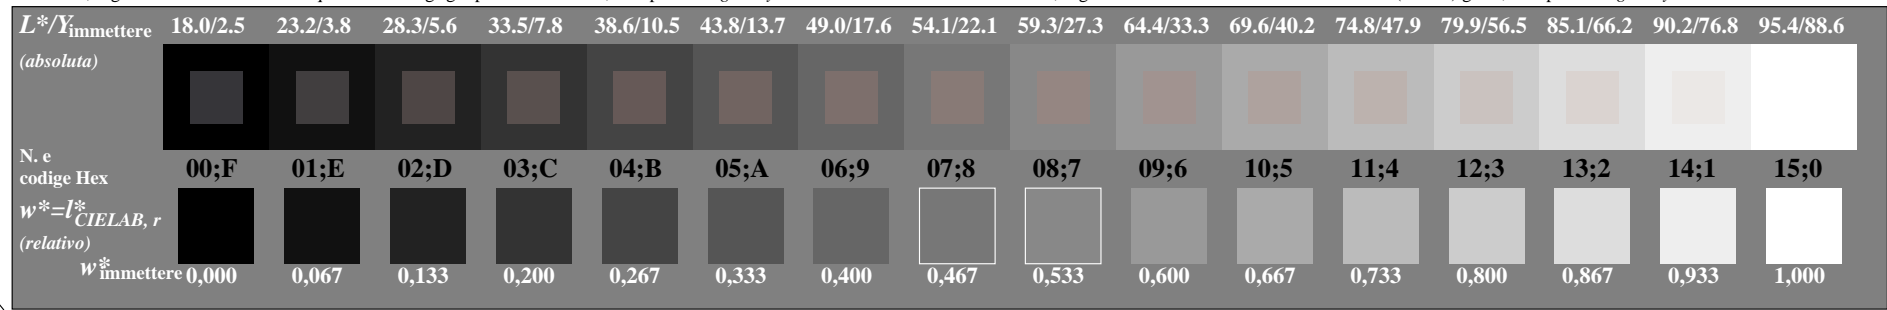 L*/Yimmettere 18.0/2.5 23.2/3.8 28.3/5.6 33.5/7.8 38.6/10.5 43.8/13.7 49.0/17.6 54.1/22.1 59.3/27.3 64.4/33.3 69.6/40.2 74.8/47.9 79.9/56.5 85.1/66.2 90.2/76.8 95.4/88.6
(absoluta)
N. e
codige Hex
00;F 01;E 02;D 03;C 04;B 05;A 06;9 07;8 08;7 09;6 10;5 11;4 12;3 13;2 14;1 15;0
w*=l*CIELAB, r
(relativo)
w*immettere 0,000 0,067 0,133 0,200 0,267 0,333 0,400 0,467 0,533 0,600 0,667 0,733 0,800 0,867 0,933 1,000